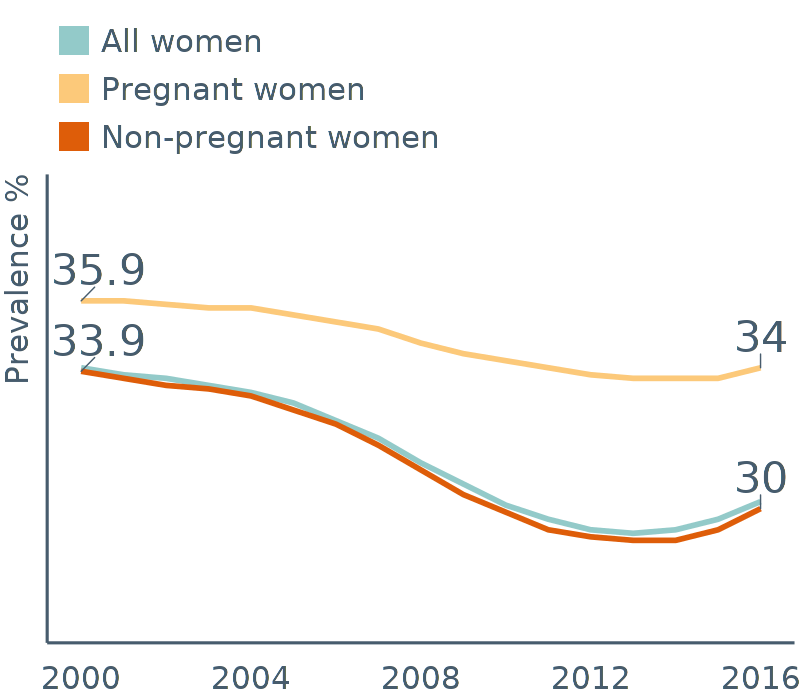 All women
Pregnant women
Non-pregnant women
Prevalence %
35.9
33.9
34
30
2000 2004 2008 2012 2016